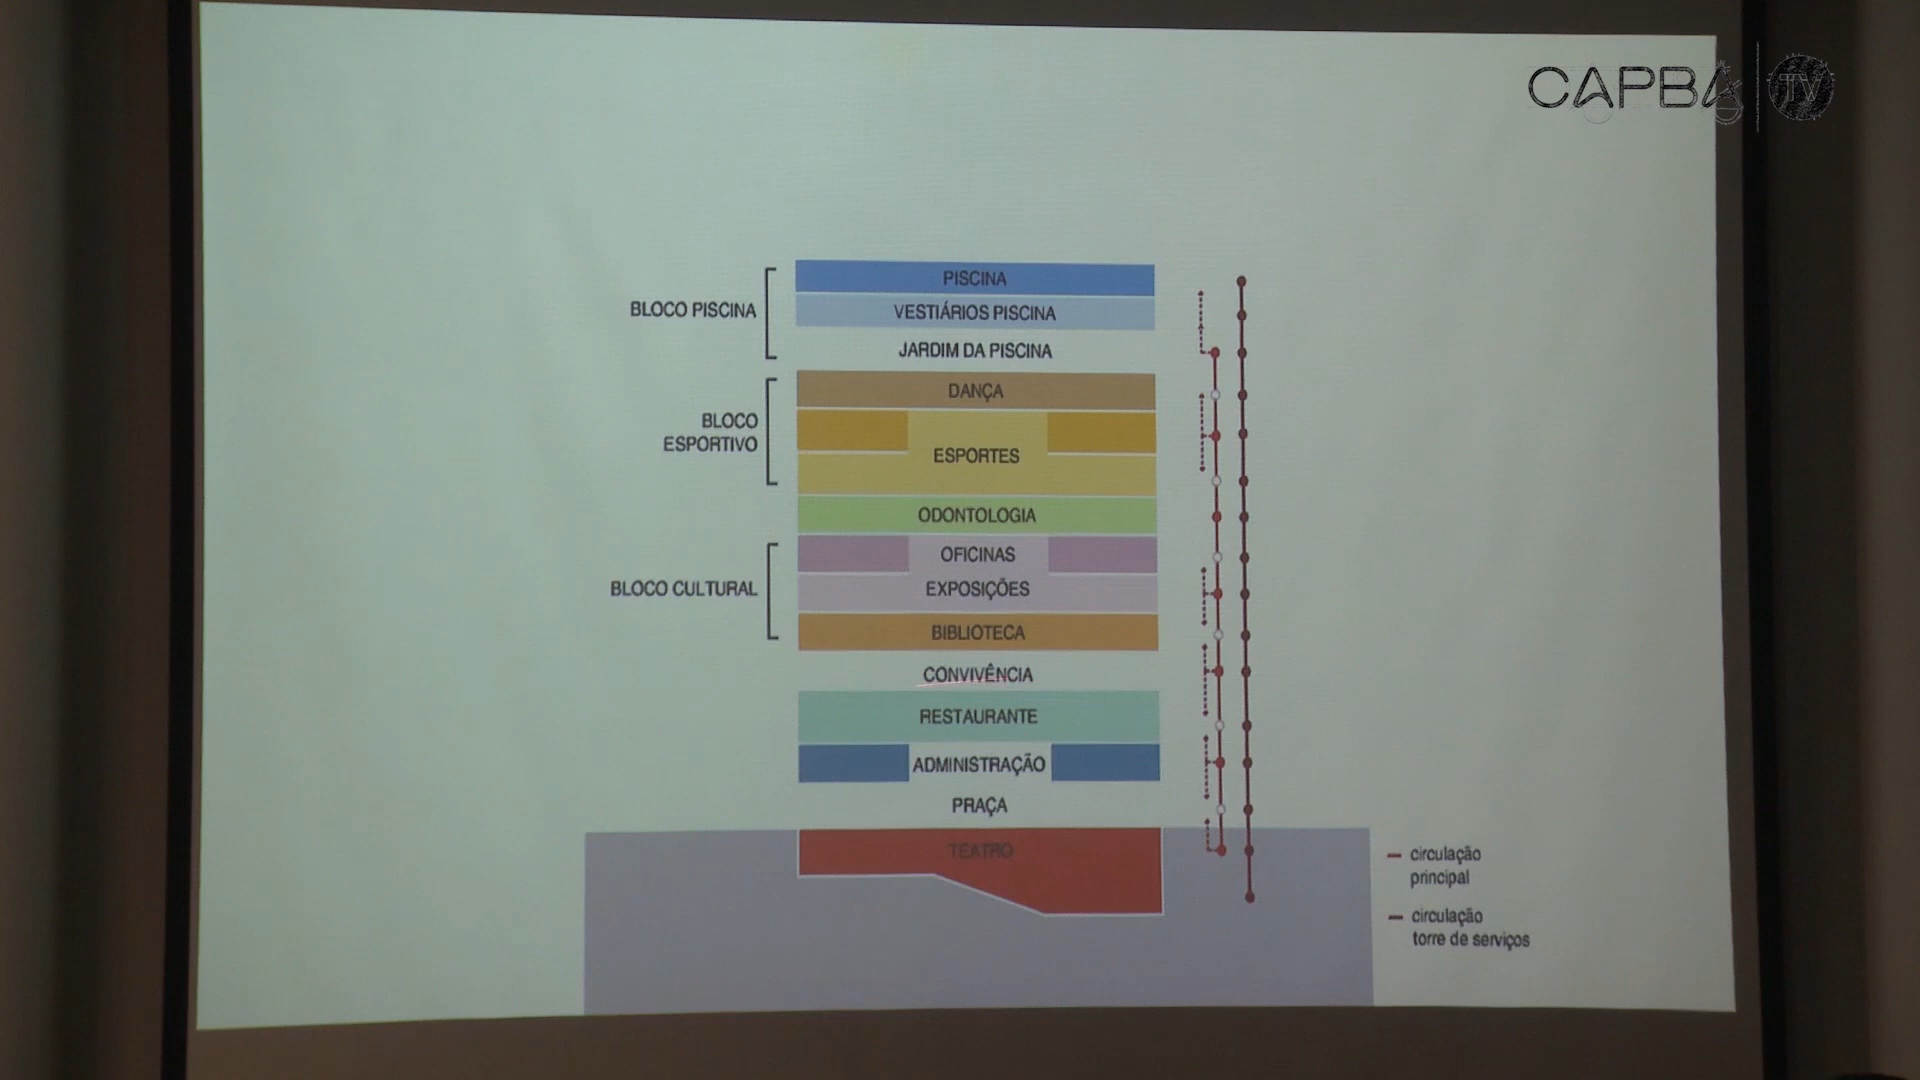 CAPBA TV
PISCINA
VESTIÁRIOS PISCINA
JARDIM DA PISCINA
BLOCO PISCINA
DANÇA
ESPORTES
BLOCO
ESPORTIVO
ODONTOLOGIA
OFICINAS
EXPOSIÇÕES
BIBLIOTECA
BLOCO CULTURAL
CONVIVÊNCIA
RESTAURANTE
ADMINISTRAÇÃO
PRAÇA
TEATRO
circulação
principal
circulação
torre de serviços